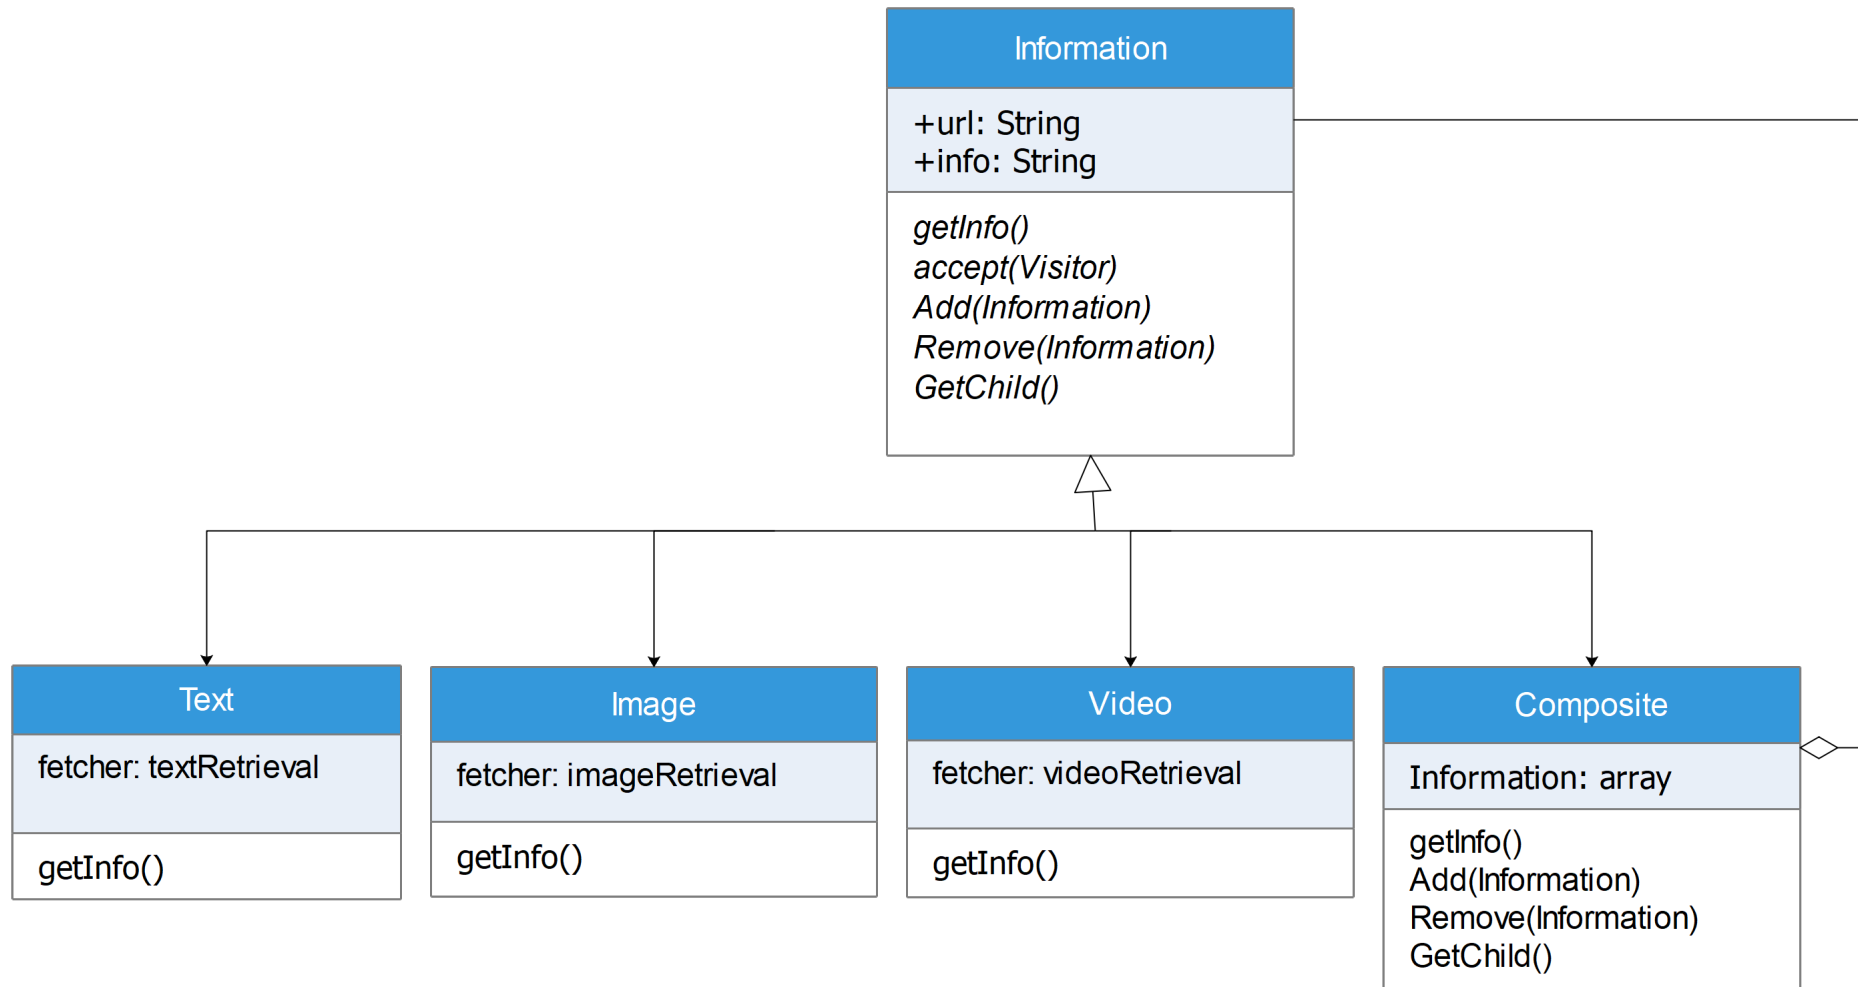 Information
+url: String
+info: String
getInfo()
accept(Visitor)
Add(Information)
Remove(Information)
GetChild()
Text
fetcher: textRetrieval
getInfo()
Image
fetcher: imageRetrieval
getInfo()
Video
fetcher: videoRetrieval
getInfo()
Composite
Information: array
getInfo()
Add(Information)
Remove(Information)
GetChild()